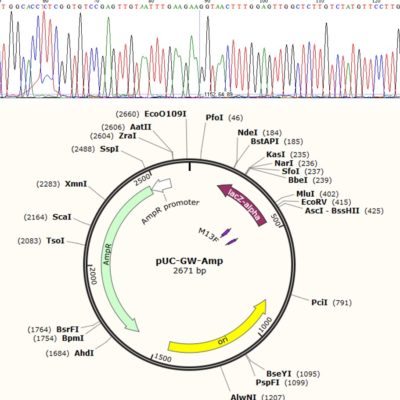 (2660) EcoO109I
PfoI (46)
(2606) AatII
(2604) ZraI
(2488) SspI
NdeI (184)
BstAPI (185)
KasI (235)
NarI (236)
SfoI (237)
BbeI (239)
(2283) XmnI
(2164) ScaI
(2083) TsoI
MluI (402)
EcoRV (415)
AscI - BssHII (425)
2500
AmpR promoter
lacZ-alpha
500
M13F
AmpR
pUC-GW-Amp
2671 bp
2000
PciI (791)
(1764) BsrFI
(1754) BpmI
(1684) AhdI
ori
1000
1500
BseYI (1095)
PspFI (1099)
AlwNI (1207)